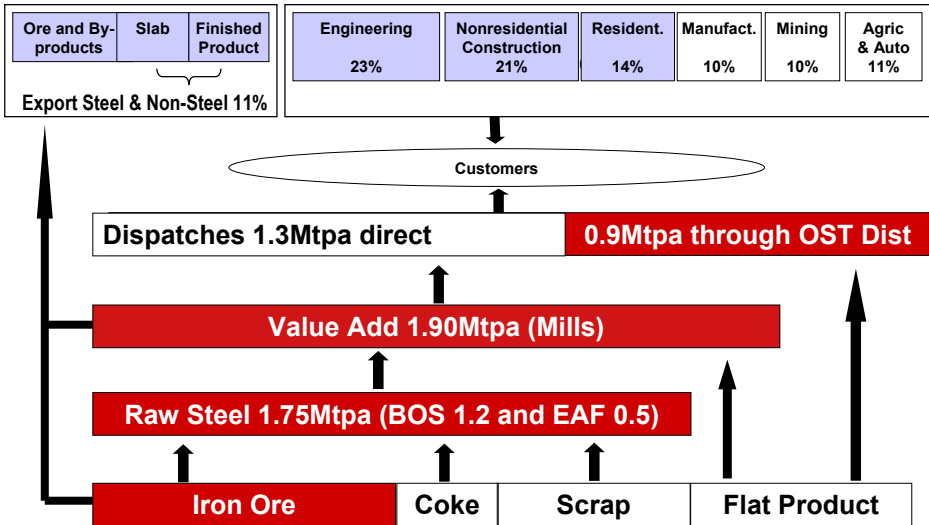 Ore and By-
products
Slab
Finished
Product
Export Steel & Non-Steel 11%
Engineering
23%
Nonresidential
Construction
21%
Resident.
14%
Manufact.
10%
Mining
10%
Agric
& Auto
11%
Customers
Dispatches 1.3Mtpa direct
0.9Mtpa through OST Dist
Value Add 1.90Mtpa (Mills)
Raw Steel 1.75Mtpa (BOS 1.2 and EAF 0.5)
Iron Ore
Coke
Scrap
Flat Product